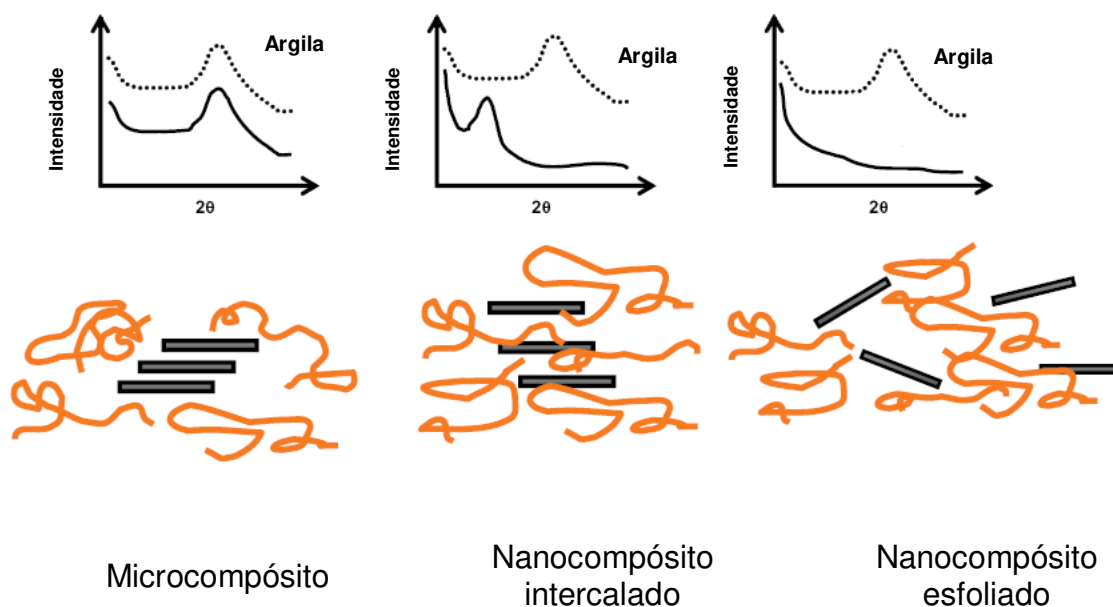 Argila
Intensidade
2θ
Argila
Intensidade
2θ
Argila
Intensidade
2θ
Microcompósito
Nanocompósito
intercalado
Nanocompósito
esfoliado